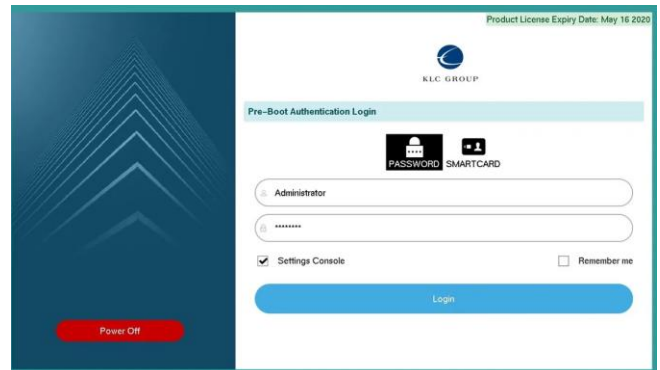 Product License Expiry Date: May 16 2020
KLC GROUP
Pre-Boot Authentication Login
PASSWORD SMARTCARD
Administrator
********
Settings Console
Remember me
Login
Power Off